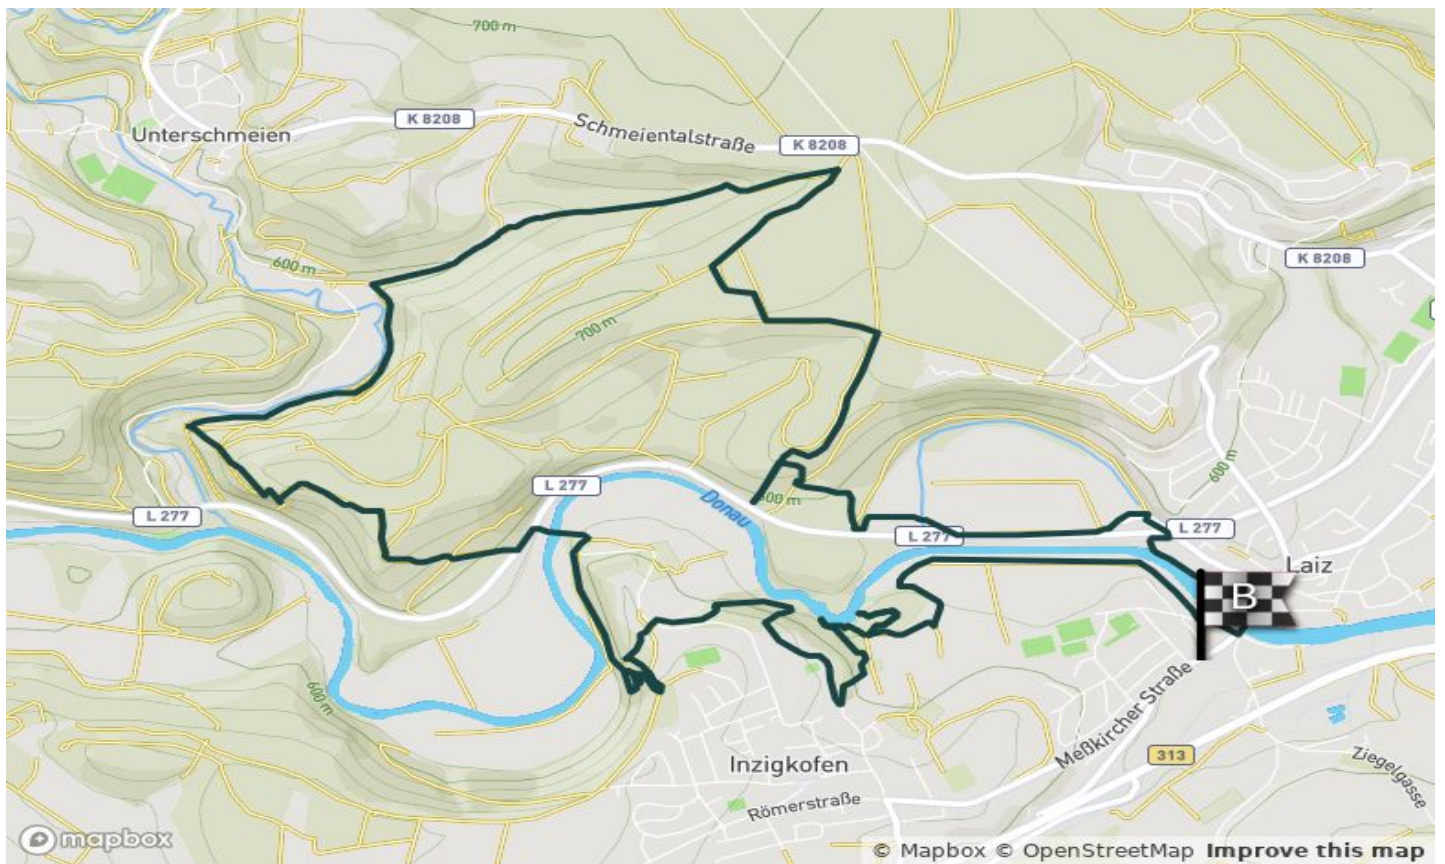 700 m
K 8208
Schmeientalstraße
K 8208
Unterschmeien
600 m
K 8208
700 m
600 m
L 277
600 m
Donau
L 277
L 277
L 277
Laiz
B
600 m
Meßkircher Straße
Inzigkofen
313
Ziegelgasse
Römerstraße
mapbox
© Mapbox © OpenStreetMap Improve this map